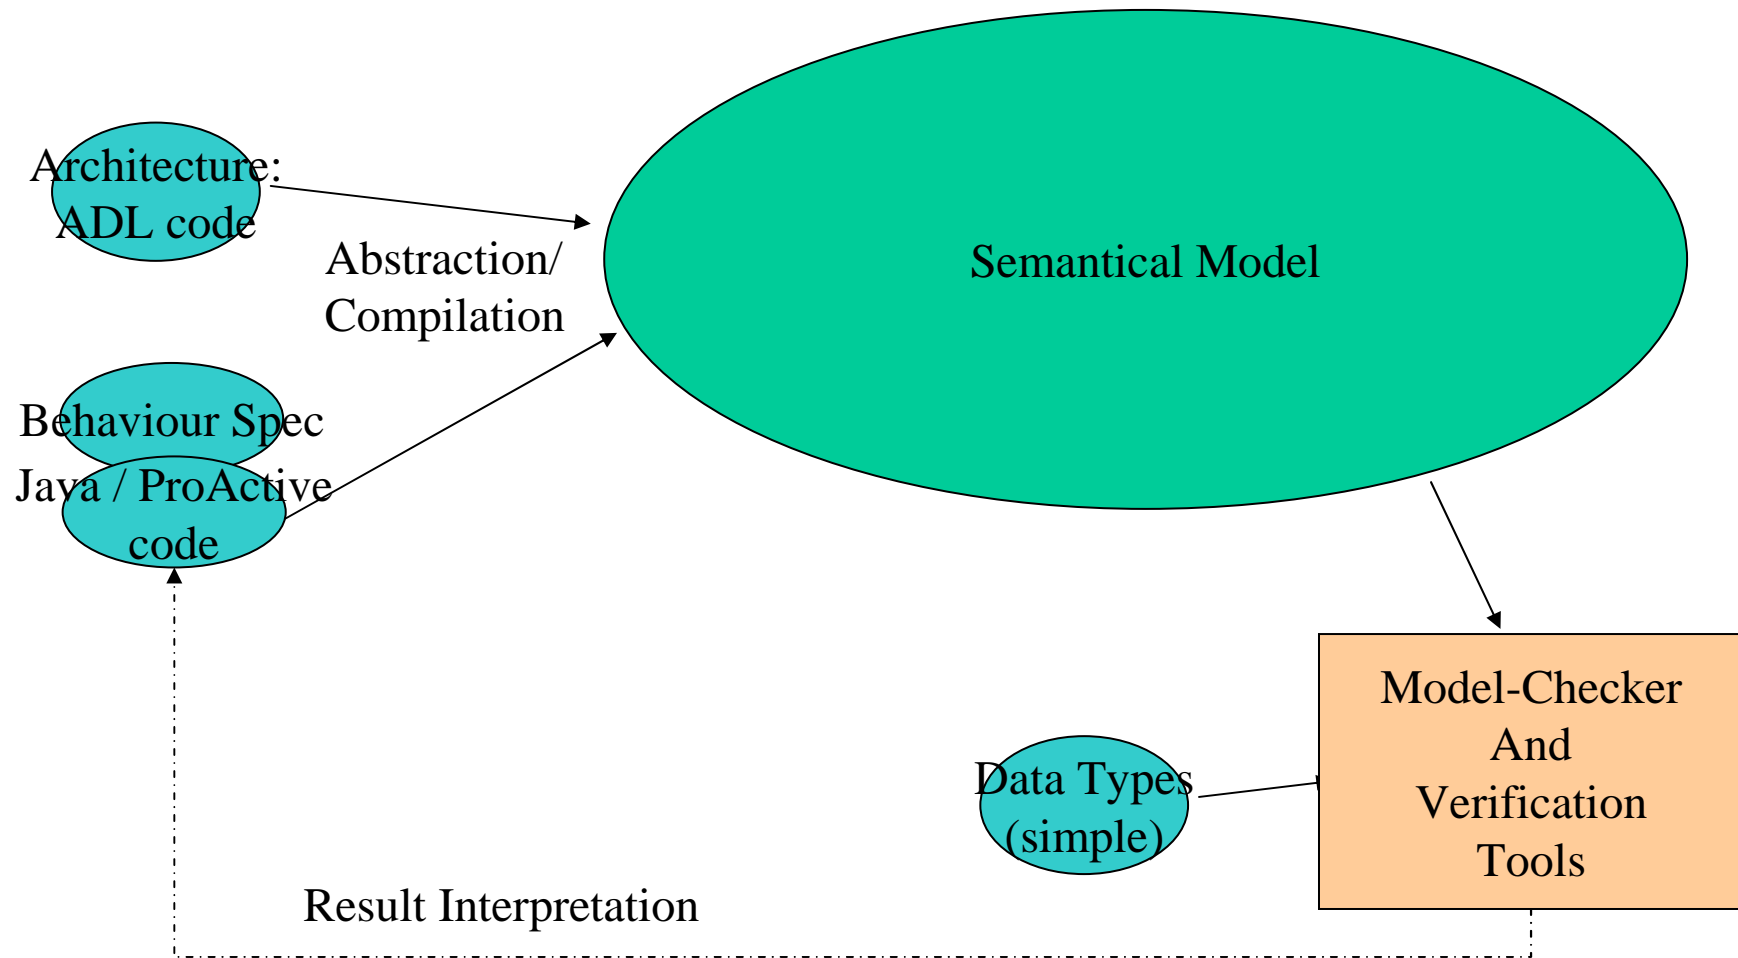 Architecture:
ADL code
Abstraction/
Compilation
Semantical Model
Behaviour Spec
Java / ProActive
code
Model-Checker
And
Verification
Tools
Data Types
(simple)
Result Interpretation